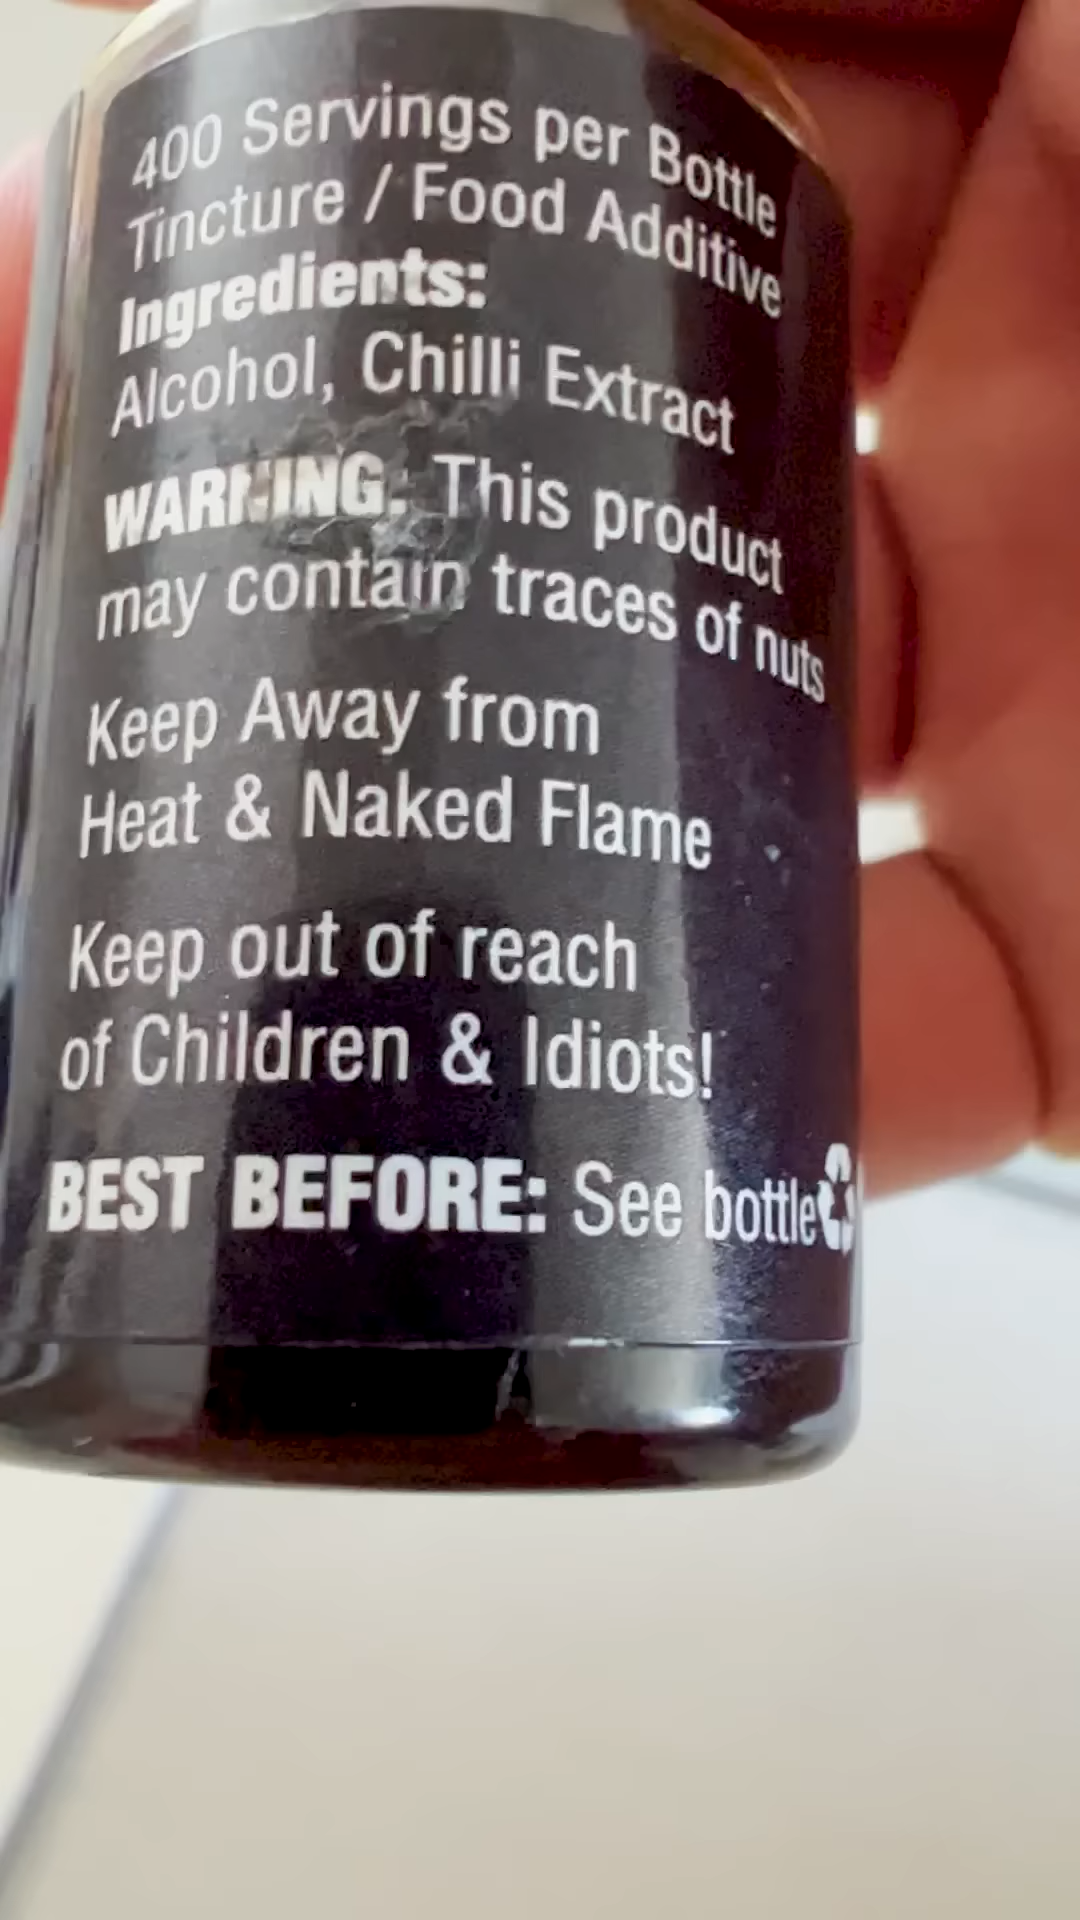 400 Servings per Bottle
Tincture / Food Additive
Ingredients:
Alcohol, Chilli Extract
WARNING: This product
may contain traces of nuts
Keep Away from
Heat & Naked Flame
Keep out of reach
of Children & Idiots!
BEST BEFORE: See bottle